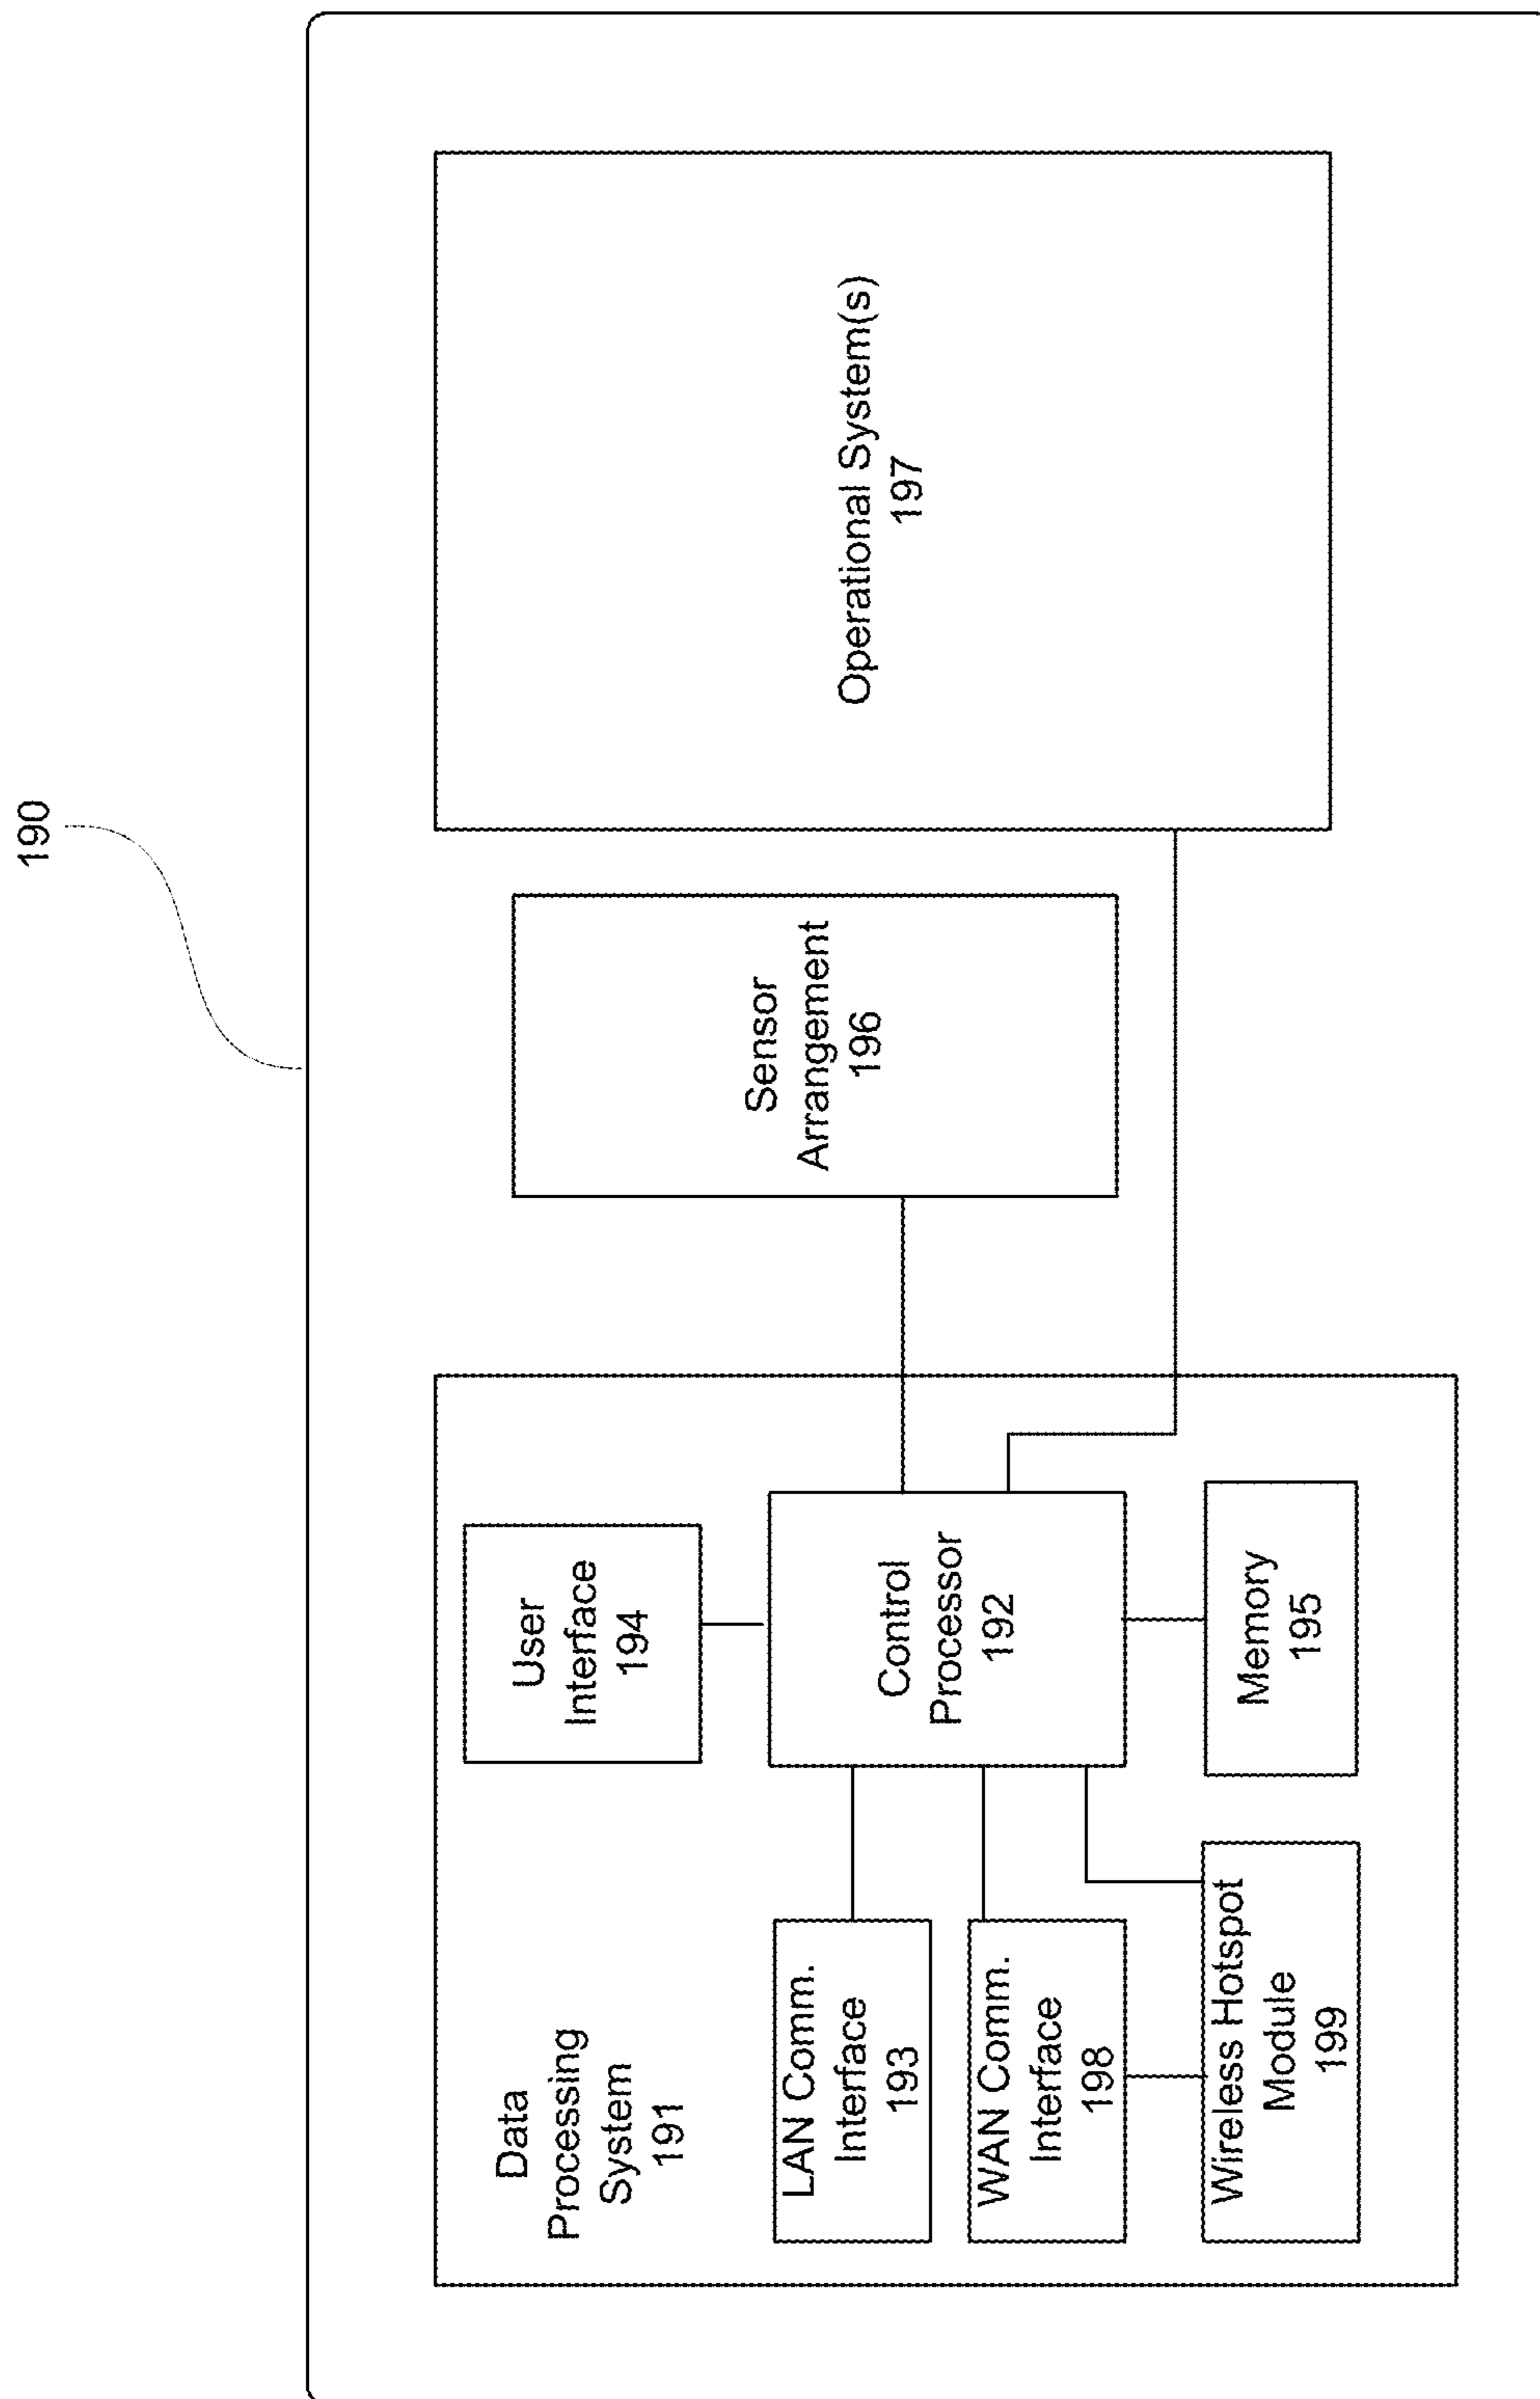 190
Data
Processing
System
191
User
Interface
194
LAN Comm.
Interface
193
Control
Processor
192
WAN Comm.
Interface
198
Wireless Hotspot
Module
199
Memory
195
Sensor
Arrangement
196
Operational System(s)
197